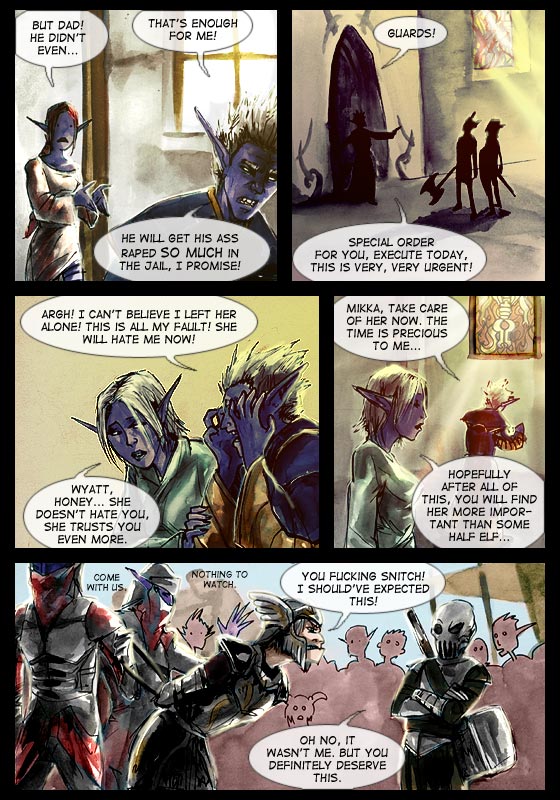 BUT DAD!
HE DIDN'T
EVEN...
THAT'S ENOUGH
FOR ME!
HE WILL GET HIS ASS
RAPED SO MUCH IN
THE JAIL, I PROMISE!
GUARDS!
SPECIAL ORDER
FOR YOU, EXECUTE TODAY,
THIS IS VERY, VERY URGENT!
ARGH! I CAN'T BELIEVE I LEFT HER
ALONE! THIS IS ALL MY FAULT! SHE
WILL HATE ME NOW!
WYATT,
HONEY... SHE
DOESN'T HATE YOU,
SHE TRUSTS YOU
EVEN MORE.
MIKKA, TAKE CARE
OF HER NOW. THE
TIME IS PRECIOUS
TO ME...
HOPEFULLY
AFTER ALL OF
THIS, YOU WILL FIND
HER MORE IMPOR-
TANT THAN SOME
HALF ELF...
COME
WITH US.
NOTHING TO
WATCH.
YOU FUCKING SNITCH!
I SHOULD'VE EXPECTED
THIS!
OH NO, IT
WASN'T ME. BUT YOU
DEFINITELY DESERVE
THIS.